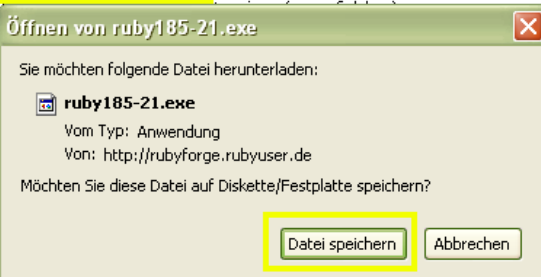 Öffnen von ruby185-21.exe
Sie möchten folgende Datei herunterladen:
ruby185-21.exe
Vom Typ: Anwendung
Von: http://rubyforge.rubyuser.de
Möchten Sie diese Datei auf Diskette/Festplatte speichern?
Datei speichern
Abbrechen